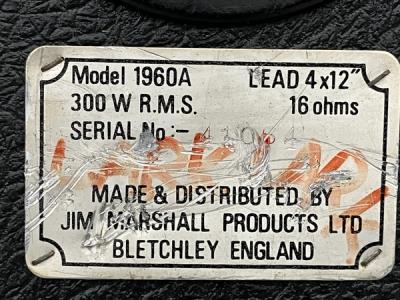 Model 1960A LEAD 4x12"
300 W R.M.S. 16 ohms
SERIAL No:-
MADE & DISTRIBUTED BY
JIM MARSHALL PRODUCTS LTD
BLETCHLEY ENGLAND